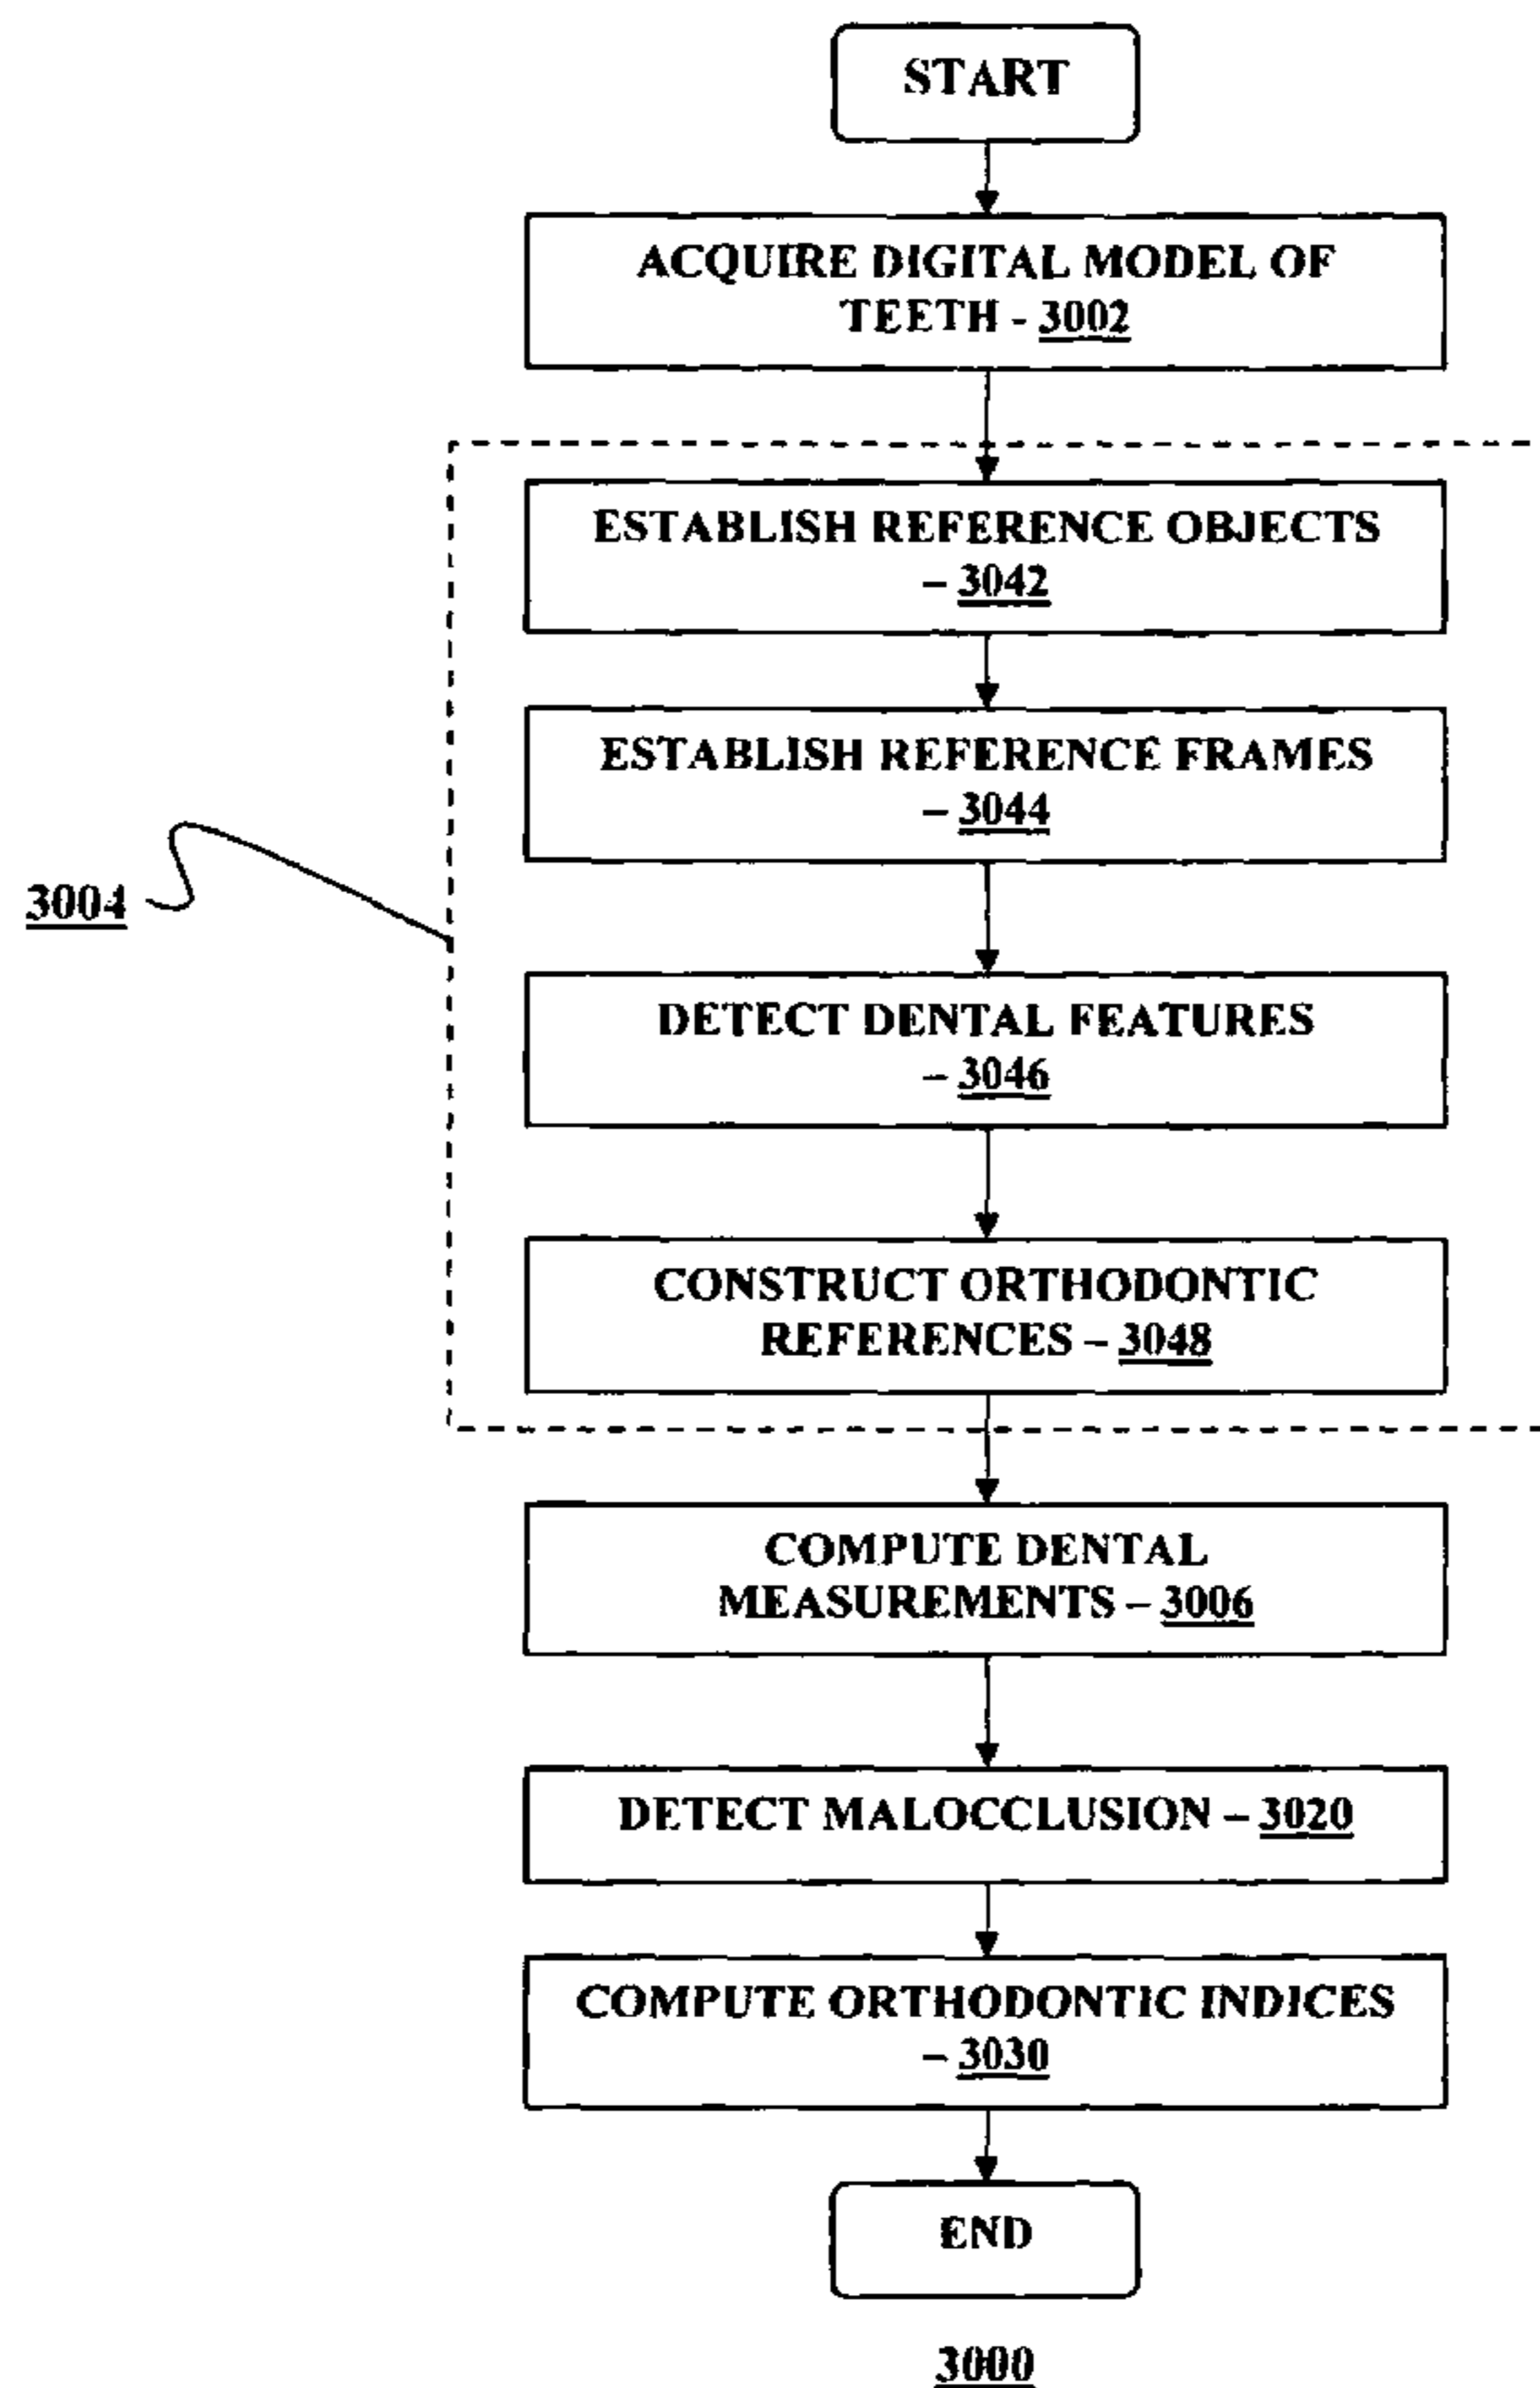 START
ACQUIRE DIGITAL MODEL OF
TEETH - 3002
ESTABLISH REFERENCE OBJECTS
– 3042
ESTABLISH REFERENCE FRAMES
– 3044
3004
DETECT DENTAL FEATURES
– 3046
CONSTRUCT ORTHODONTIC
REFERENCES – 3048
COMPUTE DENTAL
MEASUREMENTS – 3006
DETECT MALOCCLUSION – 3020
COMPUTE ORTHODONTIC INDICES
– 3030
END
3000